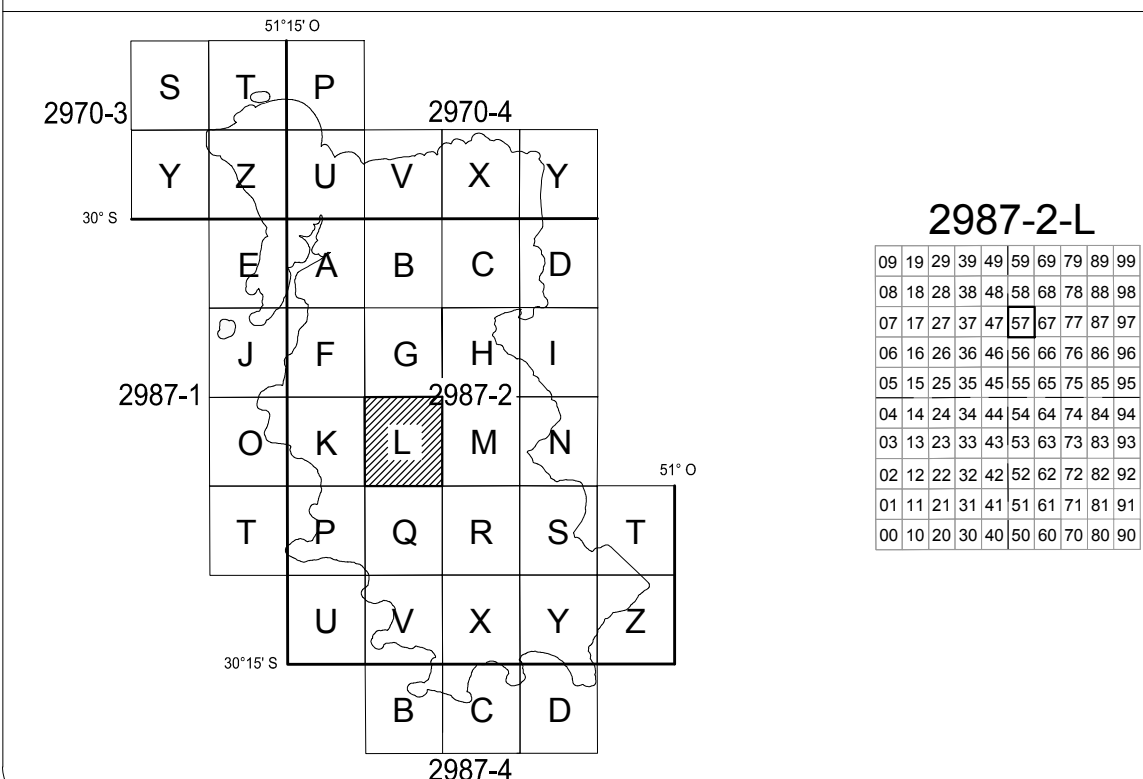 51°15' O
S T P
2970-3
2970-4
Y Z U V X Y
30° S
E A B C D
J F G H I
2987-1
2987-2
O K L M N
51° O
T P Q R S T
U V X Y Z
30°15' S
B C D
2987-4
2987-2-L
09 19 29 39 49 59 69 79 89 99
08 18 28 38 48 58 68 78 88 98
07 17 27 37 47 57 67 77 87 97
06 16 26 36 46 56 66 76 86 96
05 15 25 35 45 55 65 75 85 95
04 14 24 34 44 54 64 74 84 94
03 13 23 33 43 53 63 73 83 93
02 12 22 32 42 52 62 72 82 92
01 11 21 31 41 51 61 71 81 91
00 10 20 30 40 50 60 70 80 90